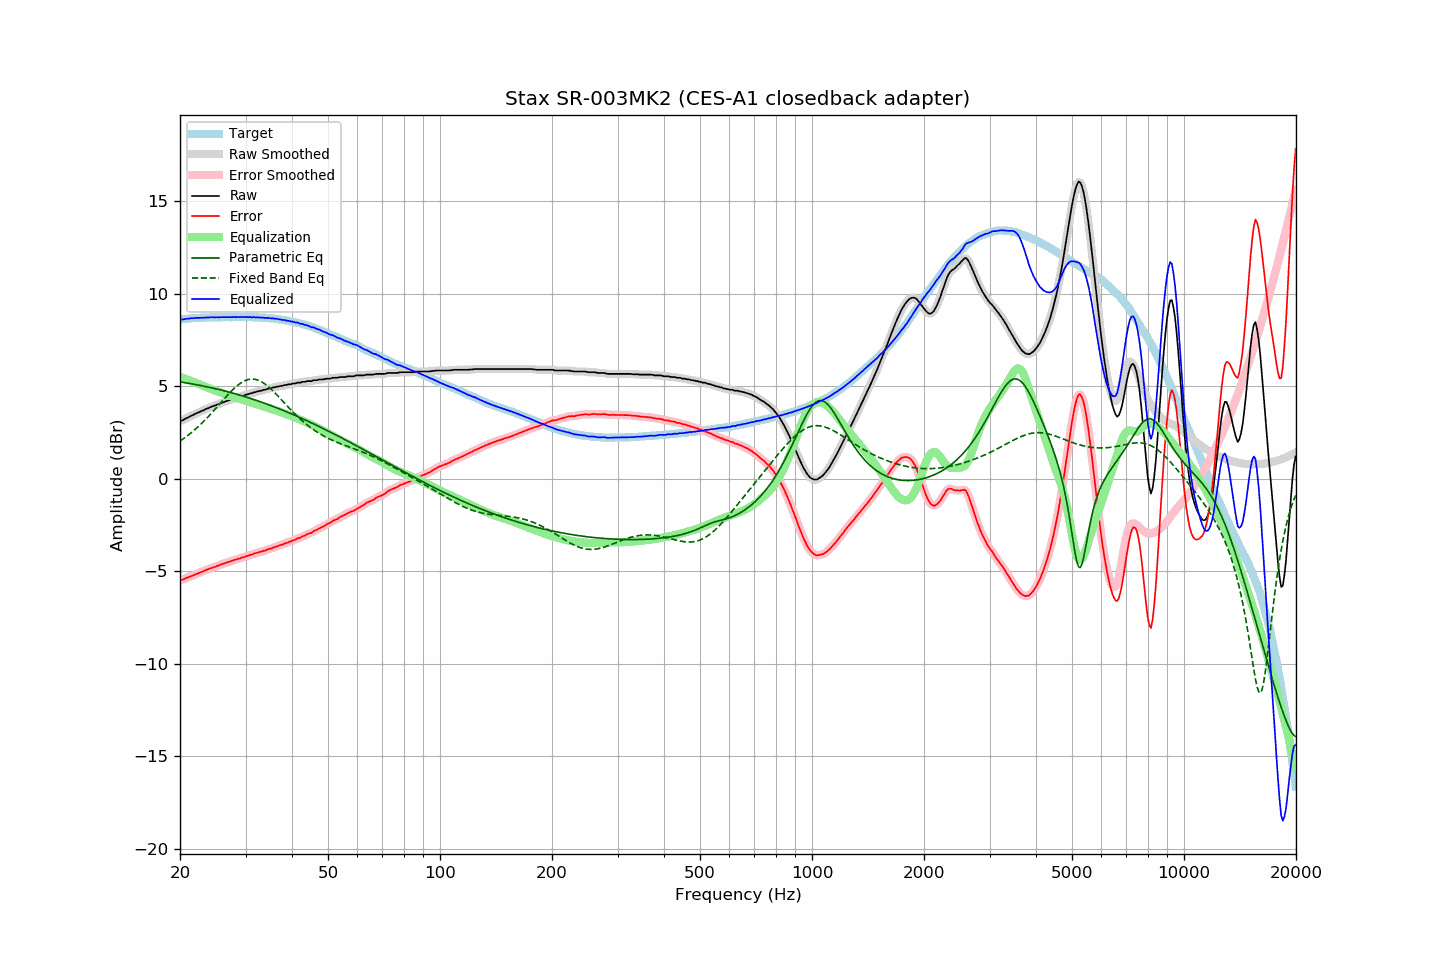 Stax SR-003MK2 (CES-A1 closedback adapter)
Target
Raw Smoothed
Error Smoothed
Raw
Error
Equalization
Parametric Eq
Fixed Band Eq
Equalized
15
10
5
0
−5
−10
−15
−20
Amplitude (dBr)
20
50
100
200
500
1000
2000
5000
10000
20000
Frequency (Hz)